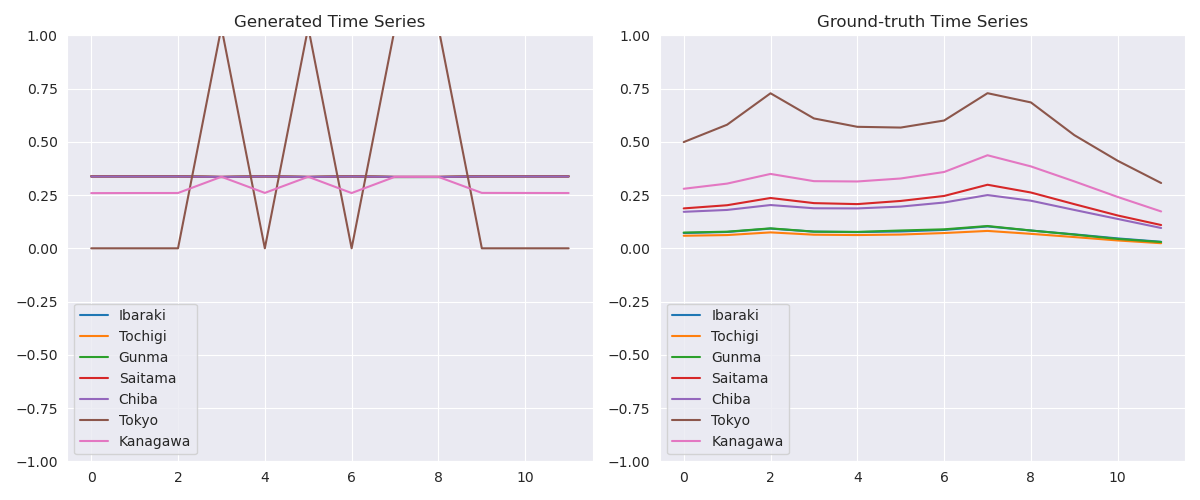 Generated Time Series
1.00
0.75
0.50
0.25
0.00
−0.25
−0.50
−0.75
−1.00
Ibaraki
Tochigi
Gunma
Saitama
Chiba
Tokyo
Kanagawa
0 2 4 6 8 10
Ground-truth Time Series
1.00
0.75
0.50
0.25
0.00
−0.25
−0.50
−0.75
−1.00
Ibaraki
Tochigi
Gunma
Saitama
Chiba
Tokyo
Kanagawa
0 2 4 6 8 10